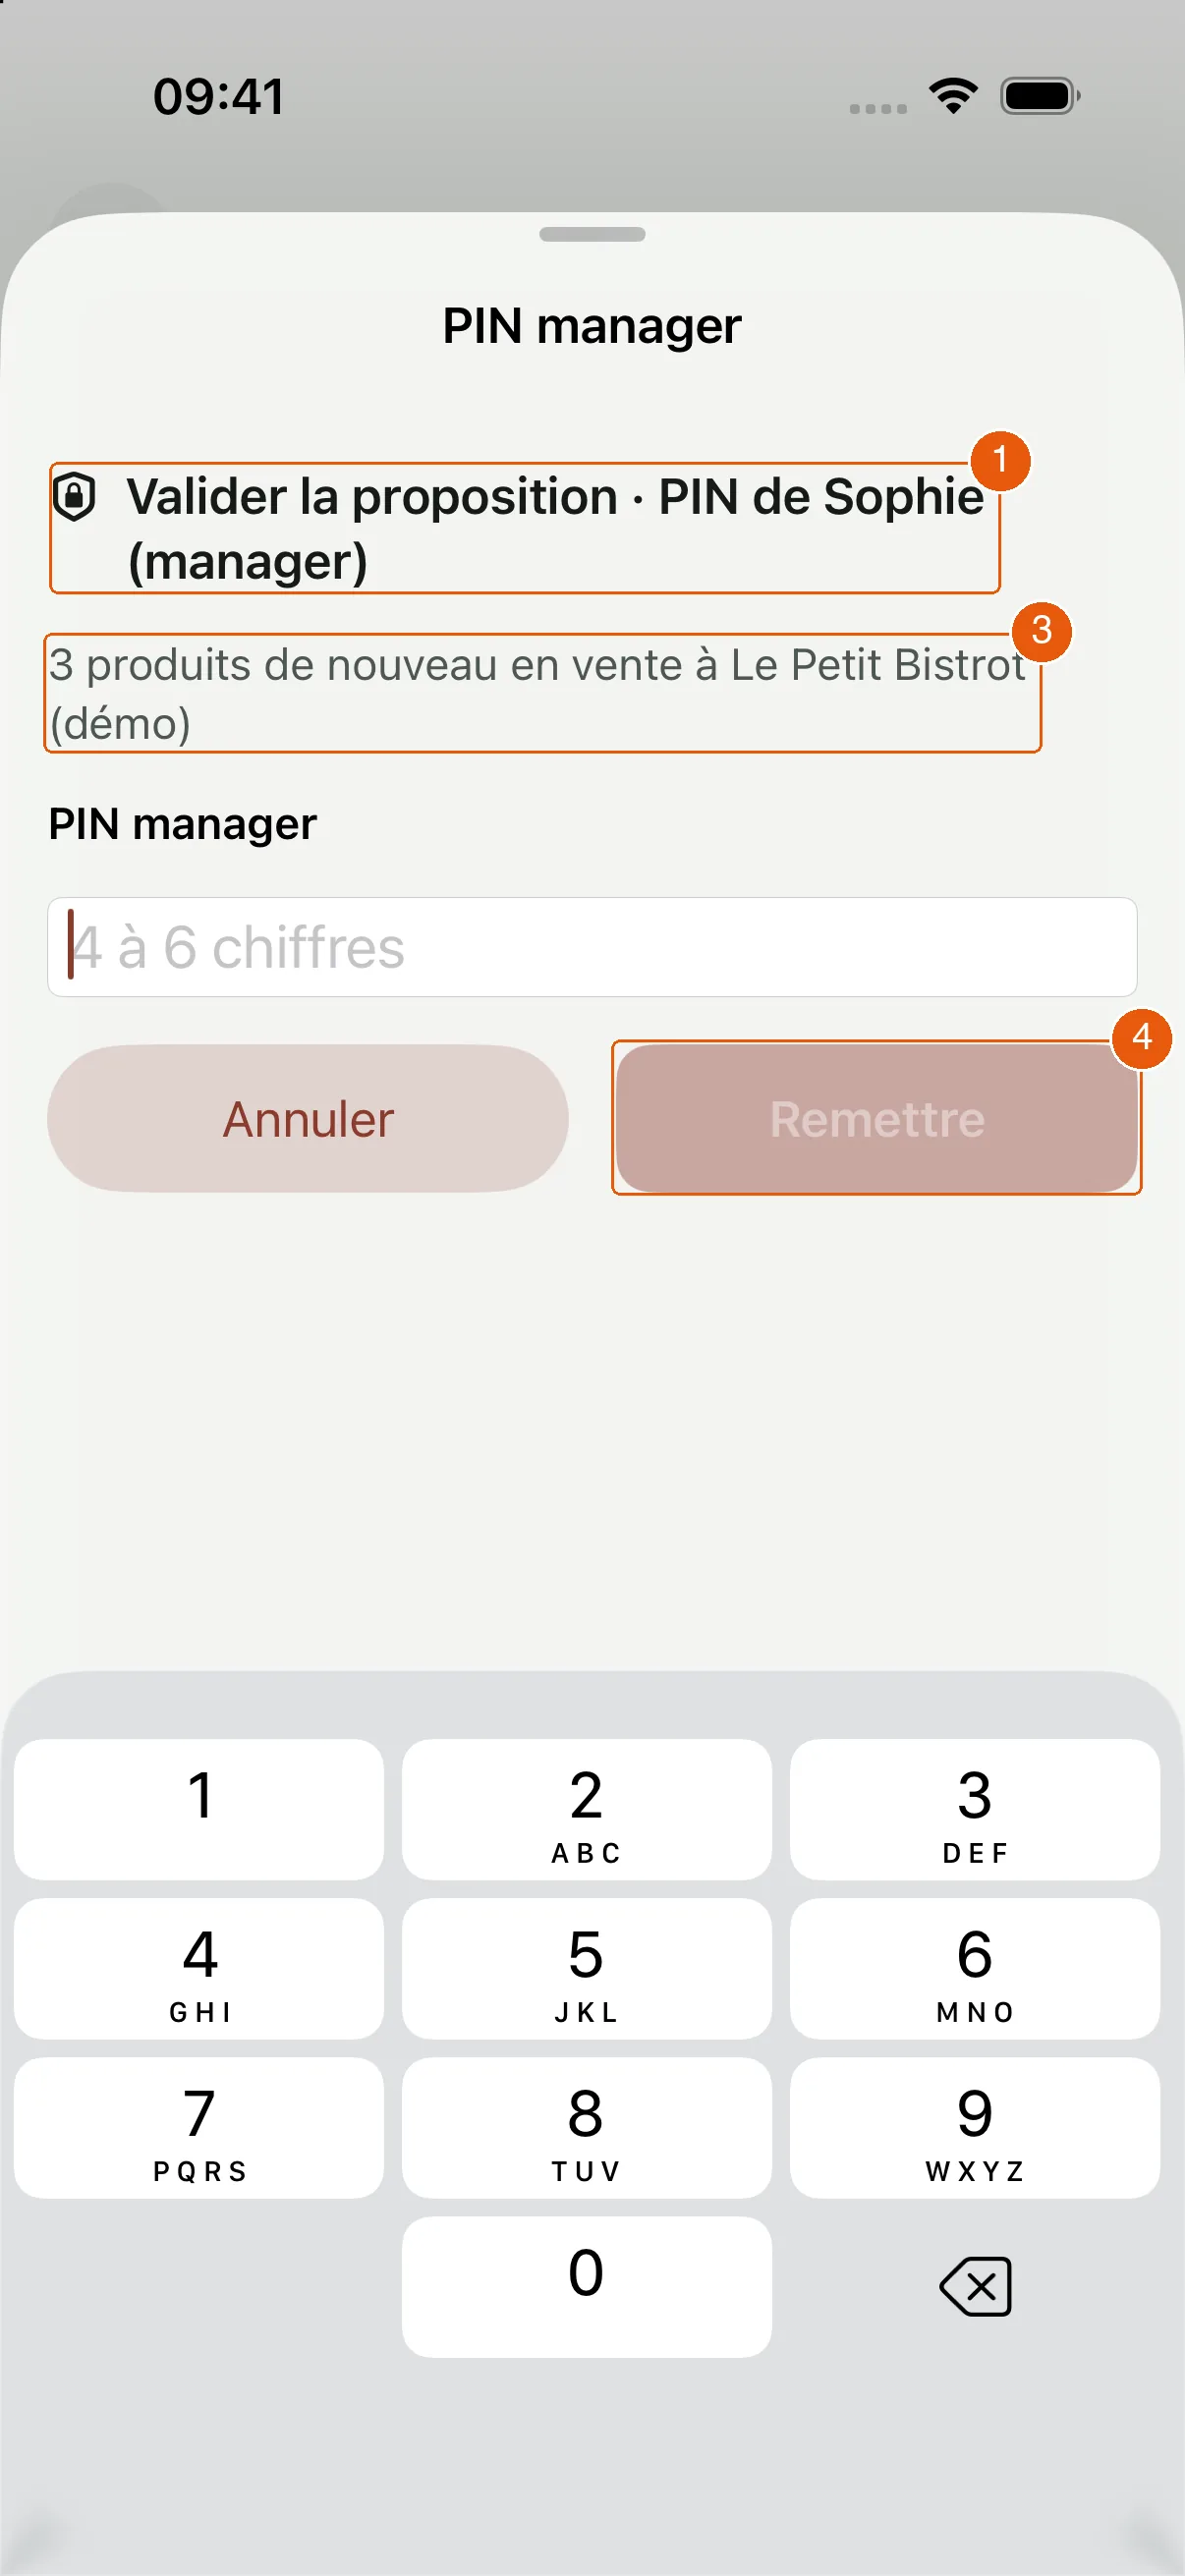 09:41
PIN manager
1
Valider la proposition · PIN de Sophie
(manager)
3
3 produits de nouveau en vente à Le Petit Bistrot
(démo)
PIN manager
4 à 6 chiffres
4
Annuler
Remettre
1
2
ABC
3
DEF
4
GHI
5
JKL
6
MNO
7
PQRS
8
TUV
9
WXYZ
0